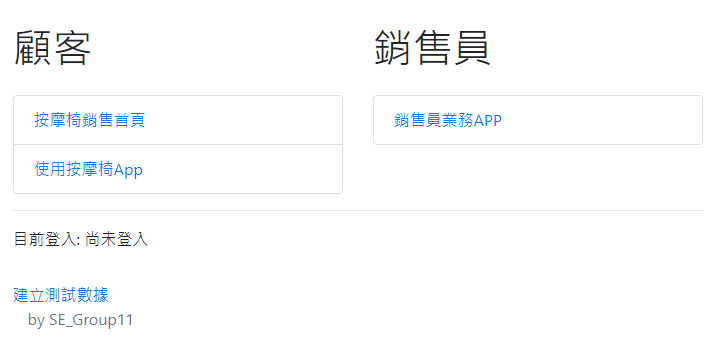 顧客
按摩椅銷售首頁
使用按摩椅App
銷售員
銷售員業務APP
目前登入: 尚未登入
建立測試數據
by SE_Group11